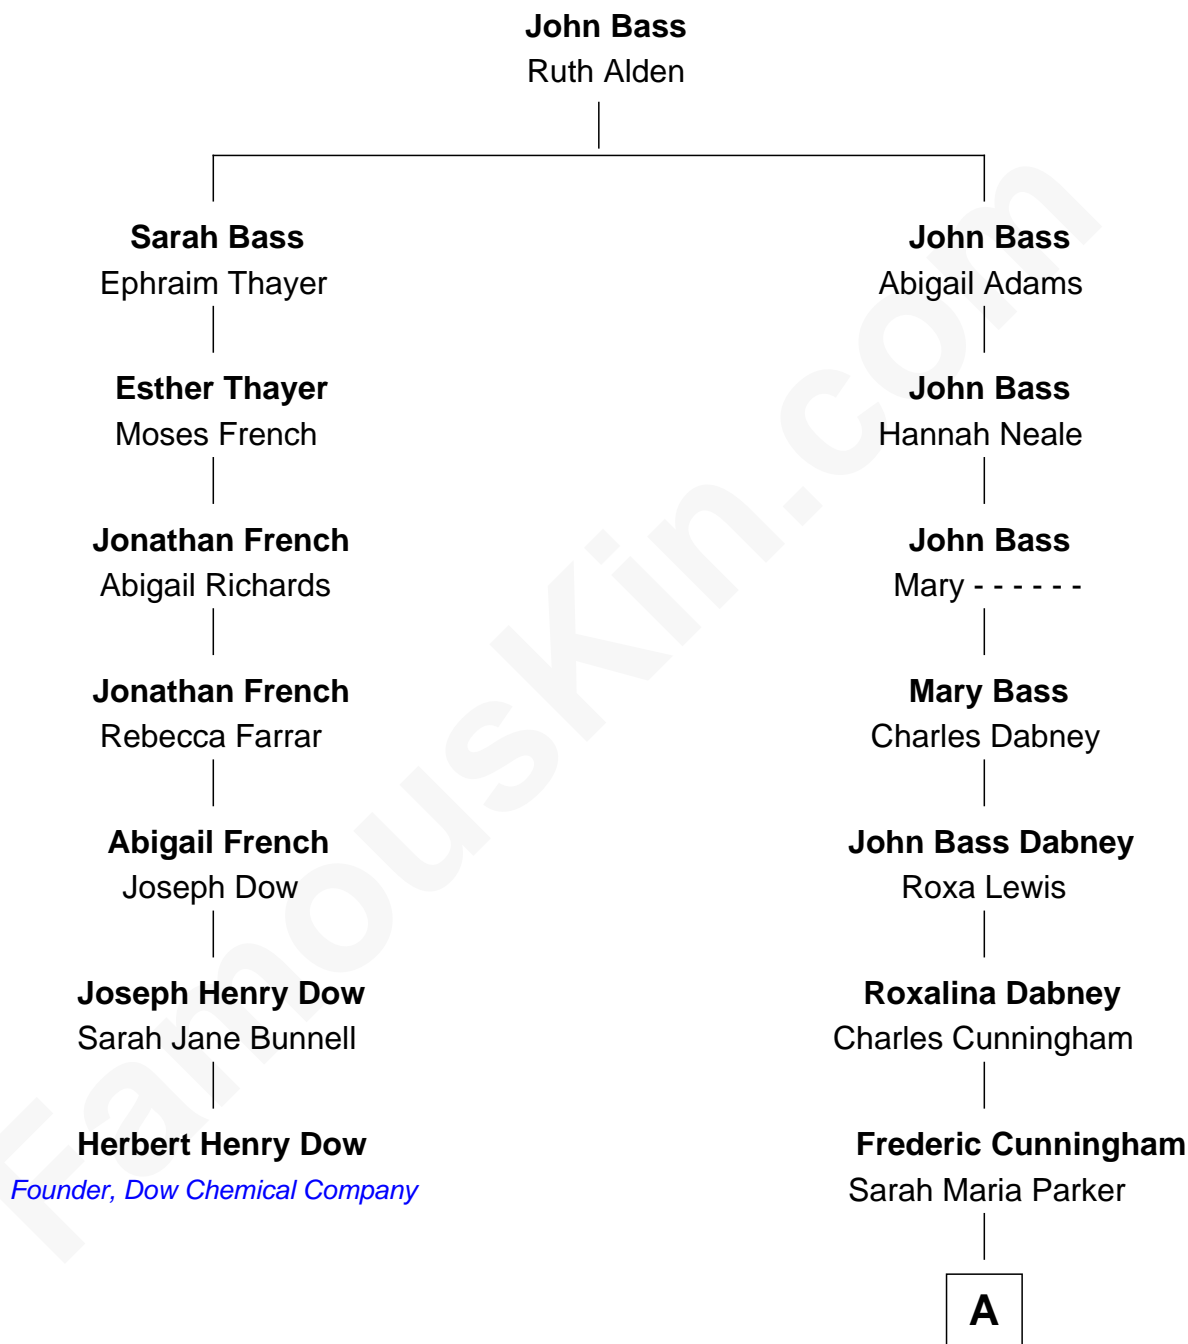 John Bass
Ruth Alden
Sarah Bass
Ephraim Thayer
John Bass
Abigail Adams
Esther Thayer
Moses French
John Bass
Hannah Neale
Jonathan French
Abigail Richards
John Bass
Mary - - - - - -
Jonathan French
Rebecca Farrar
Mary Bass
Charles Dabney
Abigail French
Joseph Dow
John Bass Dabney
Roxa Lewis
Joseph Henry Dow
Sarah Jane Bunnell
Roxalina Dabney
Charles Cunningham
Herbert Henry Dow
Founder, Dow Chemical Company
Frederic Cunningham
Sarah Maria Parker
A
FamousKin.com